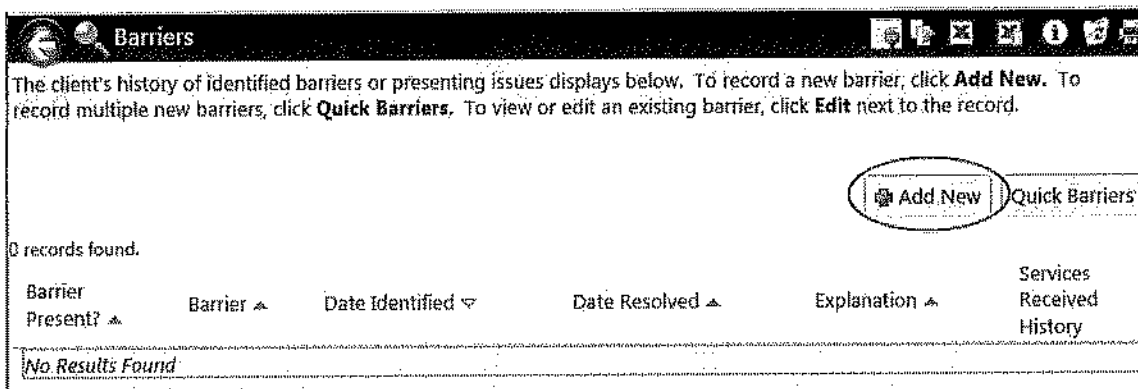 Barriers
The client's history of identified barriers or presenting issues displays below. To record a new barrier, click Add New. To
record multiple new barriers, click Quick Barriers. To view or edit an existing barrier, click Edit next to the record.
Add New Quick Barriers
0 records found.
Barrier Present? Barrier Date Identified Date Resolved Explanation Services Received History
No Results Found